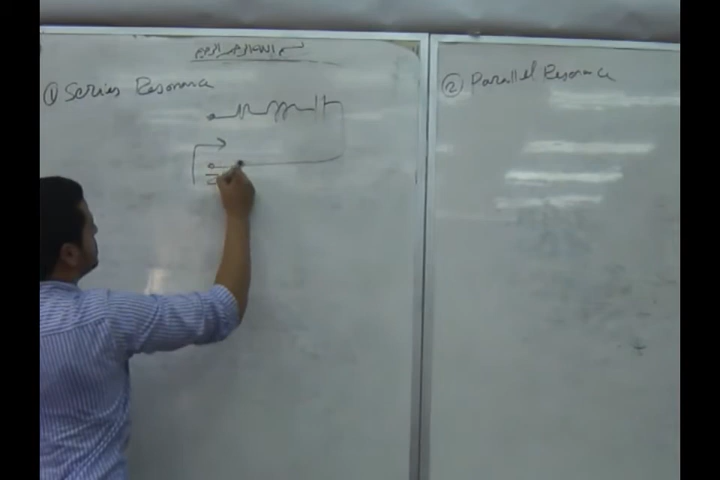 بسم الله الرحمن الرحيم
① Series Resonance
② Parallel Resonance